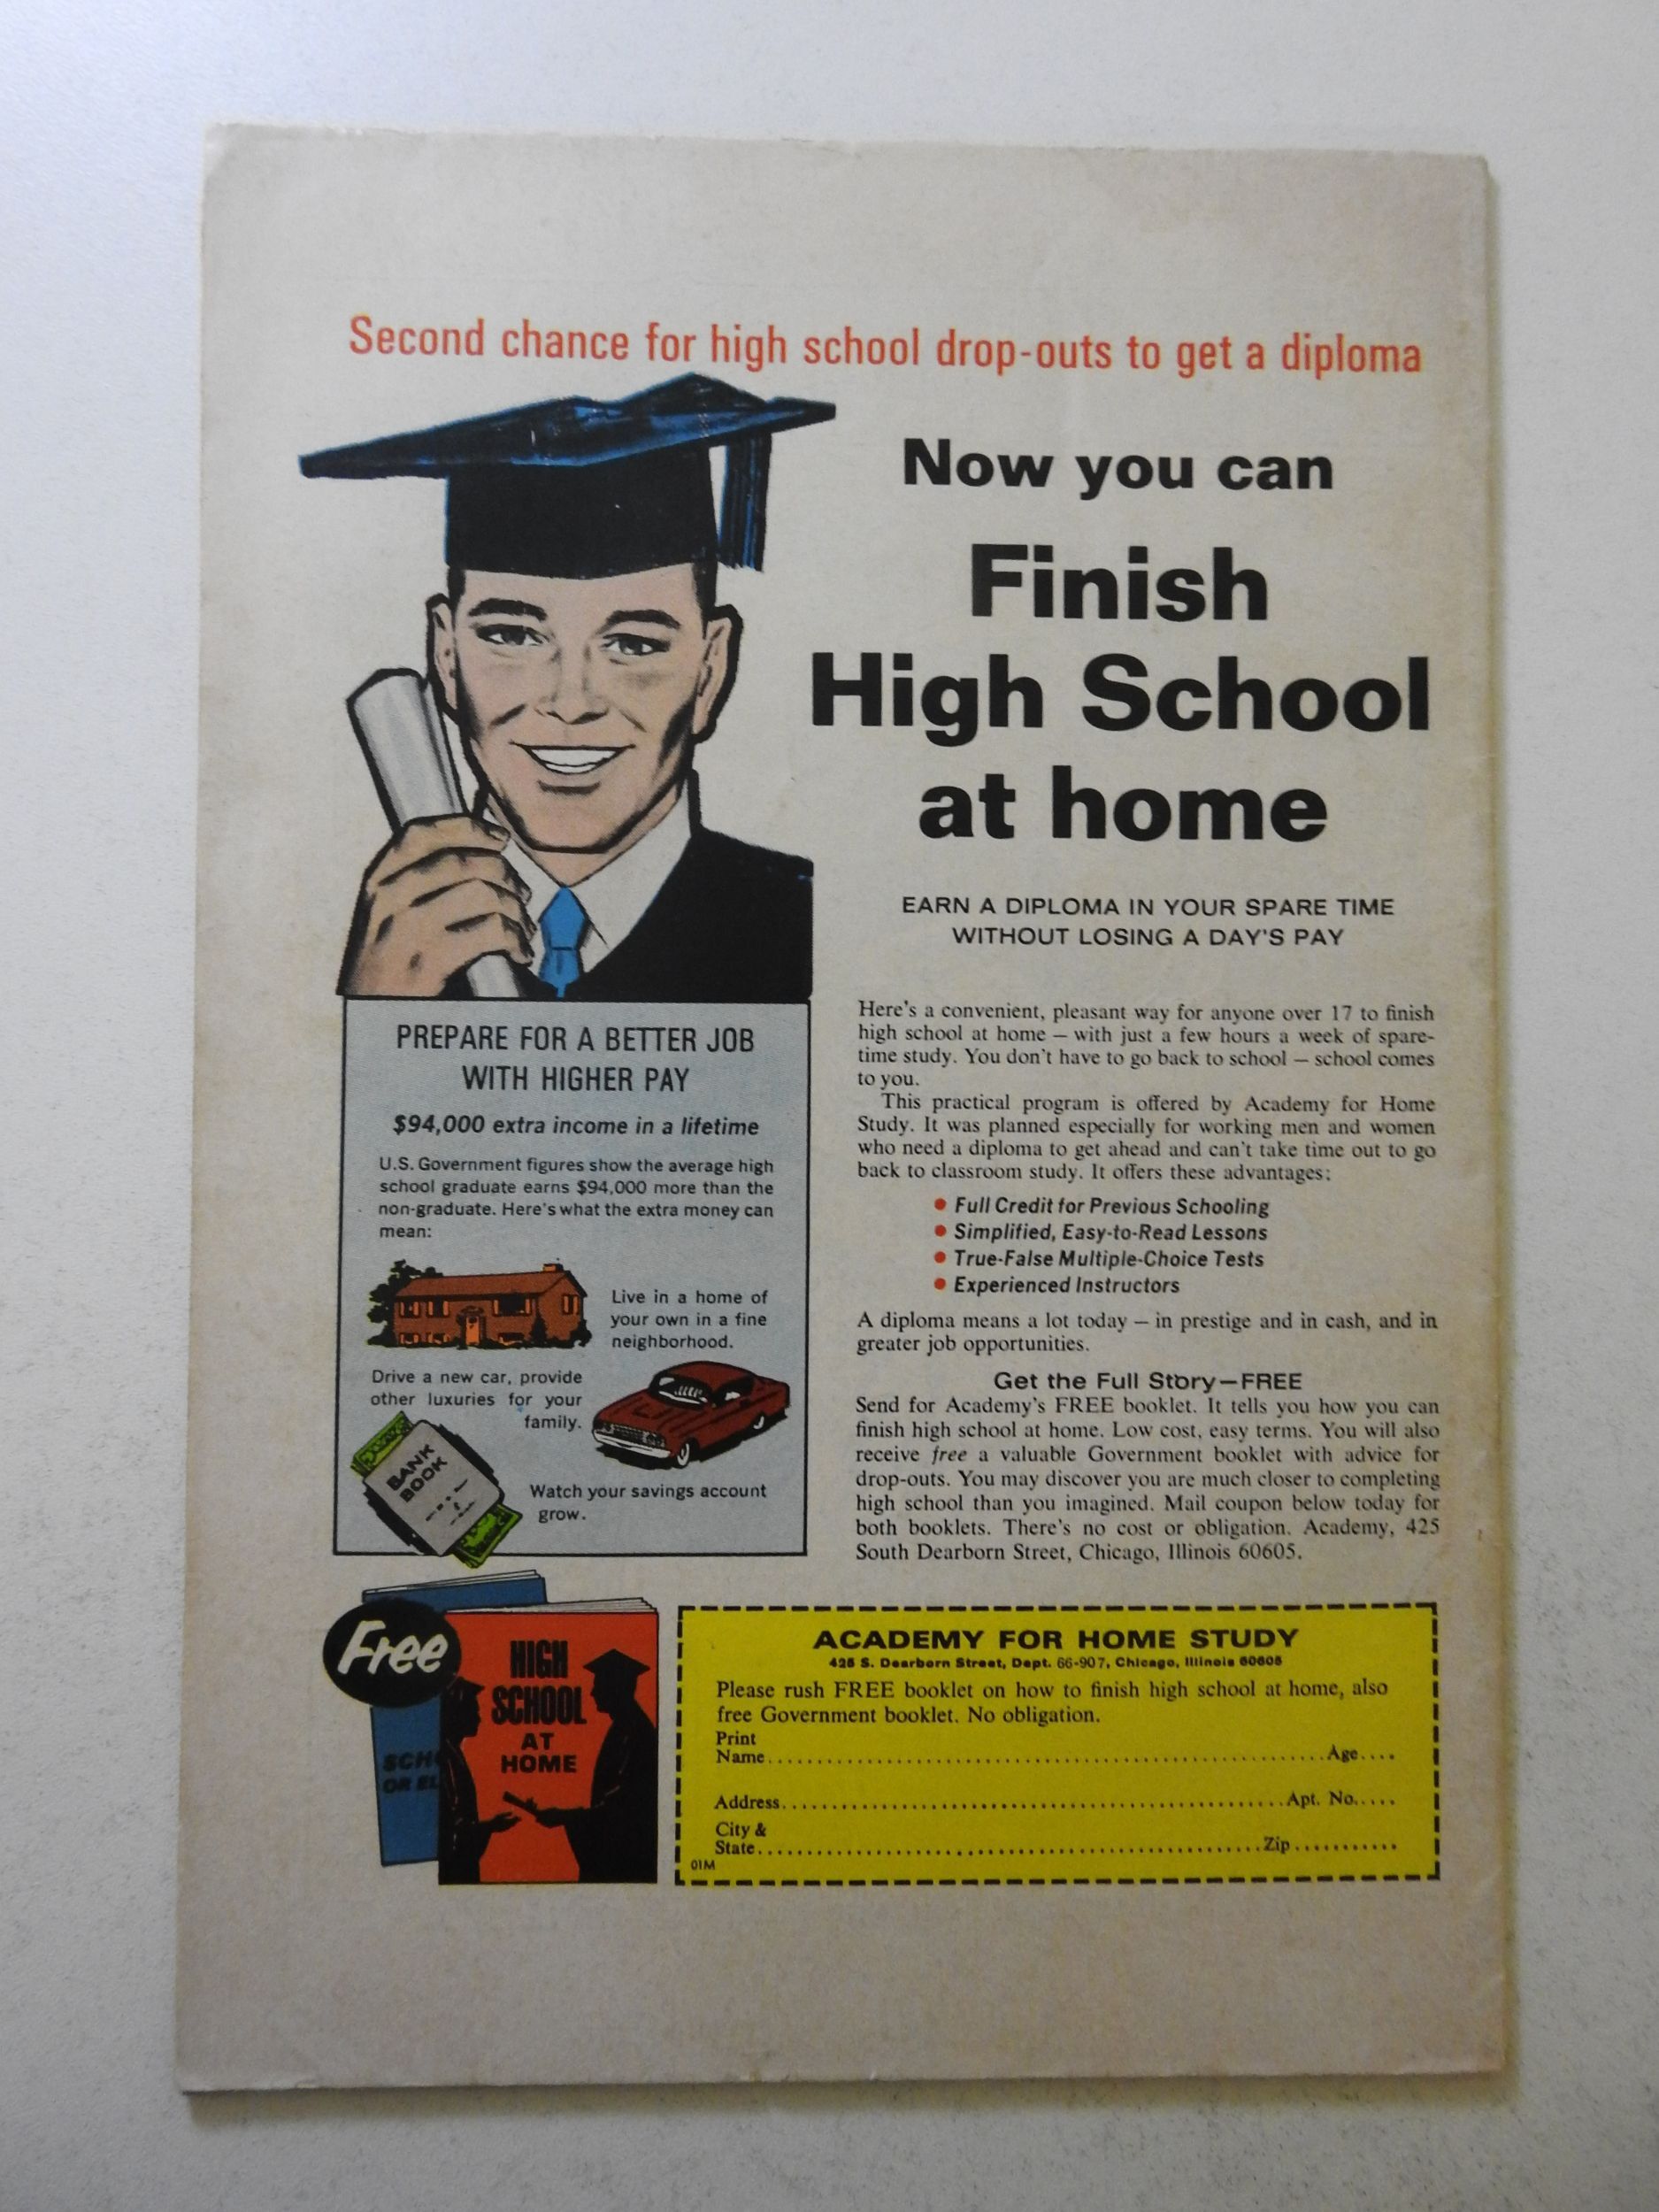 Second chance for high school drop-outs to get a diploma
Now you can
Finish
High School
at home
EARN A DIPLOMA IN YOUR SPARE TIME
WITHOUT LOSING A DAY'S PAY
PREPARE FOR A BETTER JOB
WITH HIGHER PAY
$94,000 extra income in a lifetime
U.S. Government figures show the average high
school graduate earns $94,000 more than the
non-graduate. Here's what the extra money can
mean:
Live in a home of
your own in a fine
neighborhood.
Drive a new car, provide
other luxuries for your
family.
BANK
BOOK
Watch your savings account
grow.
Here's a convenient, pleasant way for anyone over 17 to finish
high school at home — with just a few hours a week of spare-
time study. You don't have to go back to school — school comes
to you.
This practical program is offered by Academy for Home
Study. It was planned especially for working men and women
who need a diploma to get ahead and can't take time out to go
back to classroom study. It offers these advantages:
• Full Credit for Previous Schooling
• Simplified, Easy-to-Read Lessons
• True-False Multiple-Choice Tests
• Experienced Instructors
A diploma means a lot today — in prestige and in cash, and in
greater job opportunities.
Get the Full Story—FREE
Send for Academy's FREE booklet. It tells you how you can
finish high school at home. Low cost, easy terms. You will also
receive free a valuable Government booklet with advice for
drop-outs. You may discover you are much closer to completing
high school than you imagined. Mail coupon below today for
both booklets. There's no cost or obligation. Academy, 425
South Dearborn Street, Chicago, Illinois 60605.
Free
SCH
OR EL
HIGH
SCHOOL
AT
HOME
ACADEMY FOR HOME STUDY
425 S. Dearborn Street, Dept. 66-907, Chicago, Illinois 60605
Please rush FREE booklet on how to finish high school at home, also
free Government booklet. No obligation.
Print
Name.......................................................Age....
Address.................................................Apt. No.....
City &
State..................................................Zip...........
01M